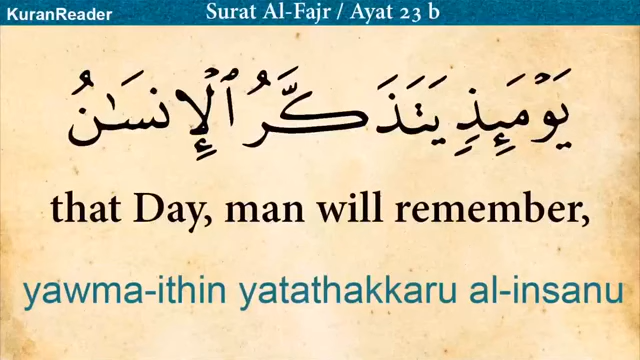 KuranReader
Surat Al-Fajr / Ayat 23 b
يَوْمَئِذٍ يَتَذَكَّرُ ٱلْإِنسَـٰنُ
that Day, man will remember,
yawma-ithin yatathakkaru al-insanu